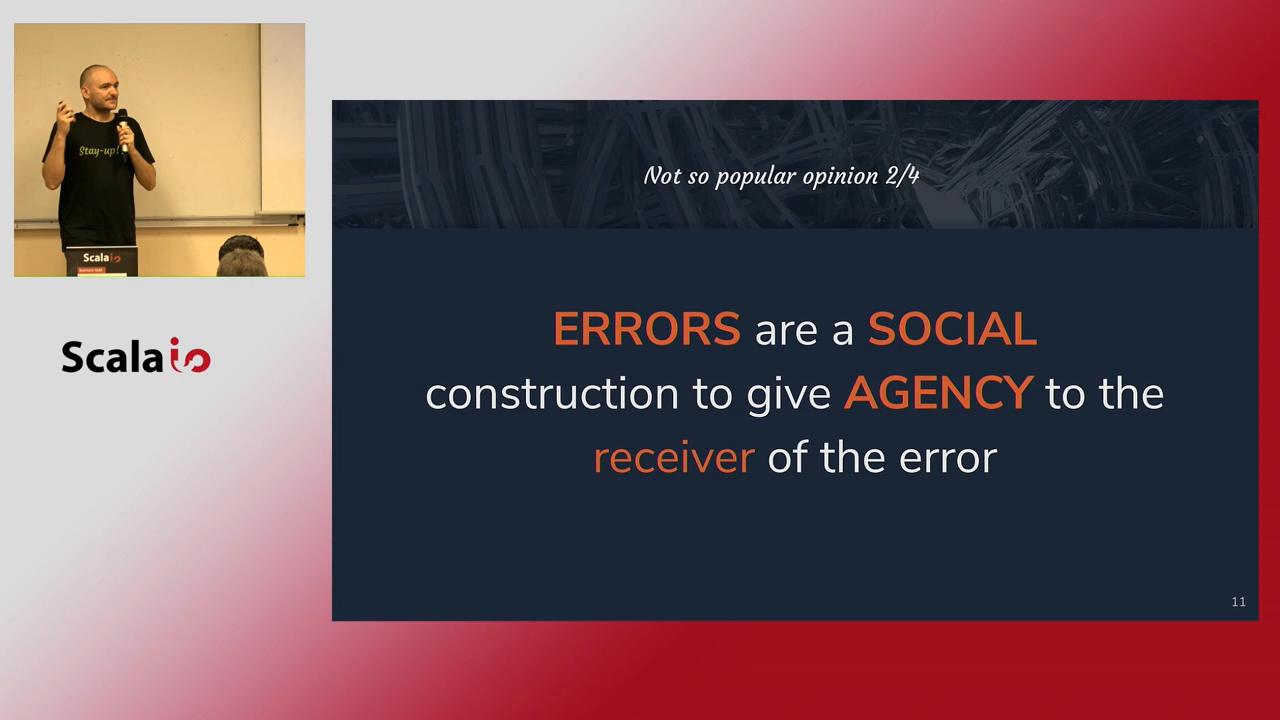 Stay-up!
Scalaio
Scalaio
Not so popular opinion 2/4
ERRORS are a SOCIAL
construction to give AGENCY to the
receiver of the error
11